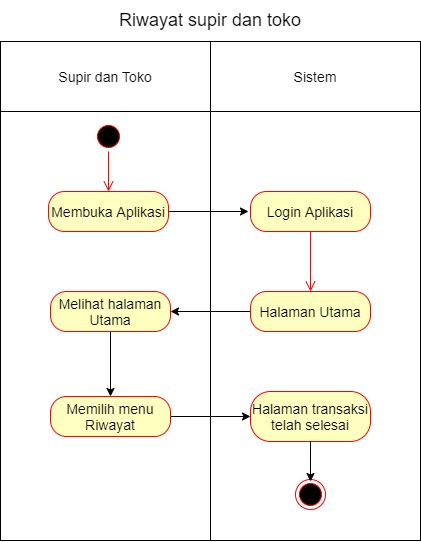 Riwayat supir dan toko
Supir dan Toko
Sistem
Membuka Aplikasi
Login Aplikasi
Melihat halaman
Utama
Halaman Utama
Memilih menu
Riwayat
Halaman transaksi
telah selesai